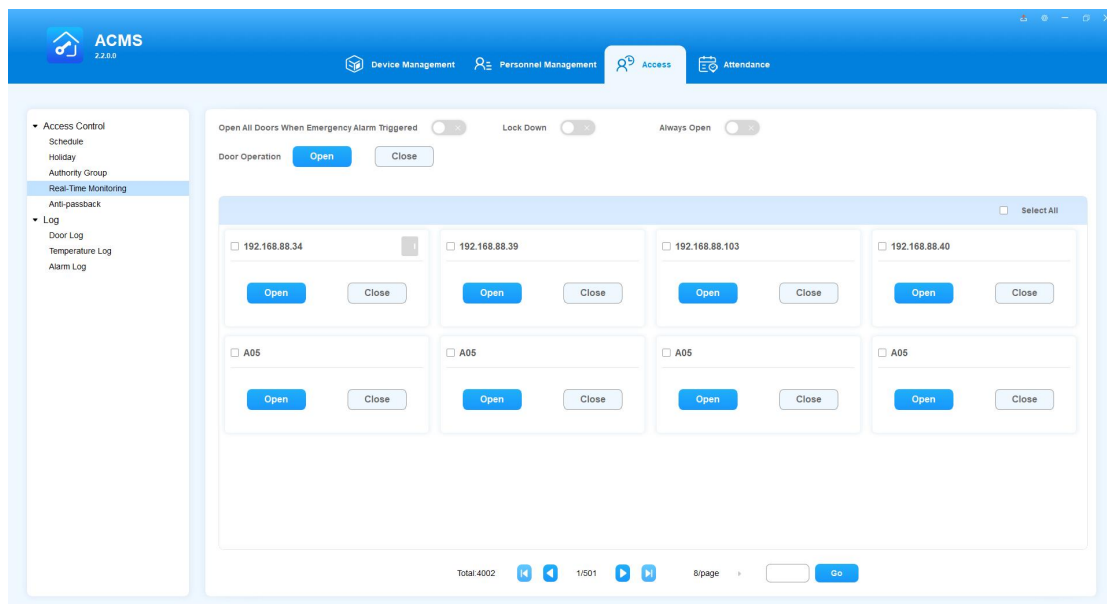 ACMS
2.2.0.0
Device Management
Personnel Management
Access
Attendance
Access Control
Schedule
Holiday
Authority Group
Real-Time Monitoring
Anti-passback
Log
Door Log
Temperature Log
Alarm Log
Open All Doors When Emergency Alarm Triggered
Lock Down
Always Open
Door Operation
Open
Close
Select All
192.168.88.34
192.168.88.39
192.168.88.103
192.168.88.40
Open
Close
Open
Close
Open
Close
Open
Close
A05
A05
A05
A05
Open
Close
Open
Close
Open
Close
Open
Close
Total:4002
1/501
8/page
Go